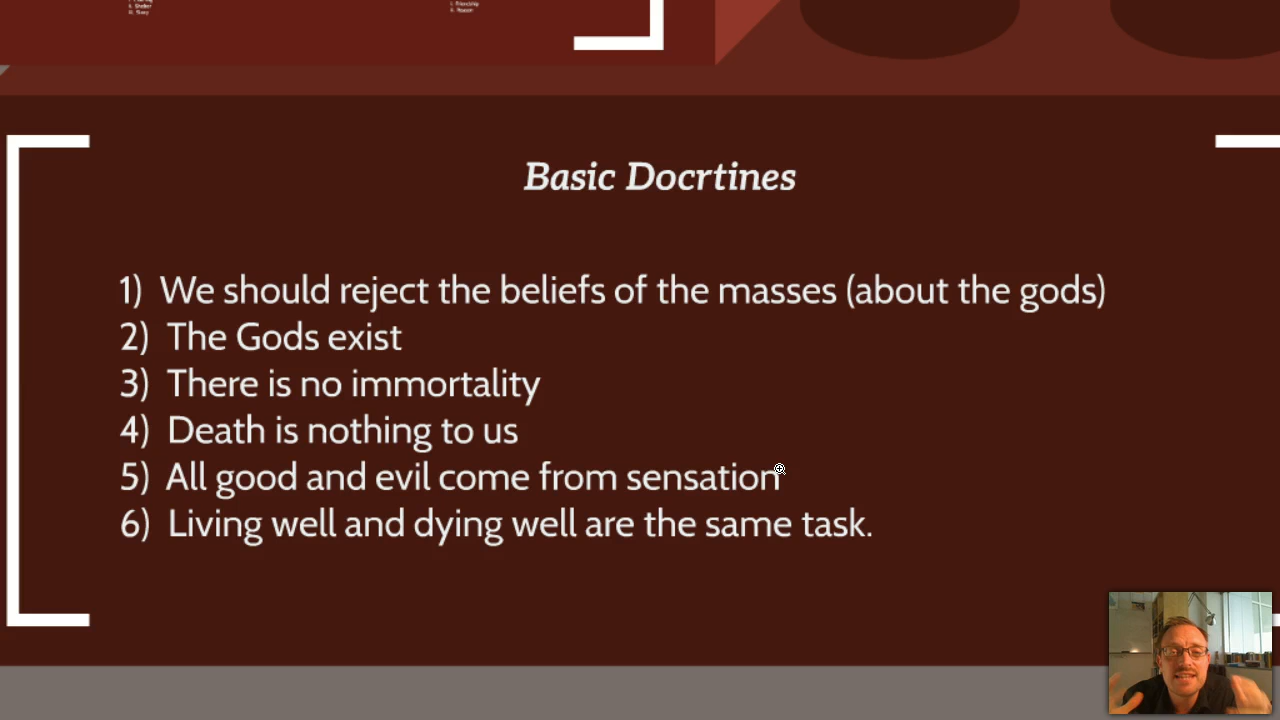 Basic Docrtines
1) We should reject the beliefs of the masses (about the gods)
2) The Gods exist
3) There is no immortality
4) Death is nothing to us
5) All good and evil come from sensation
6) Living well and dying well are the same task.